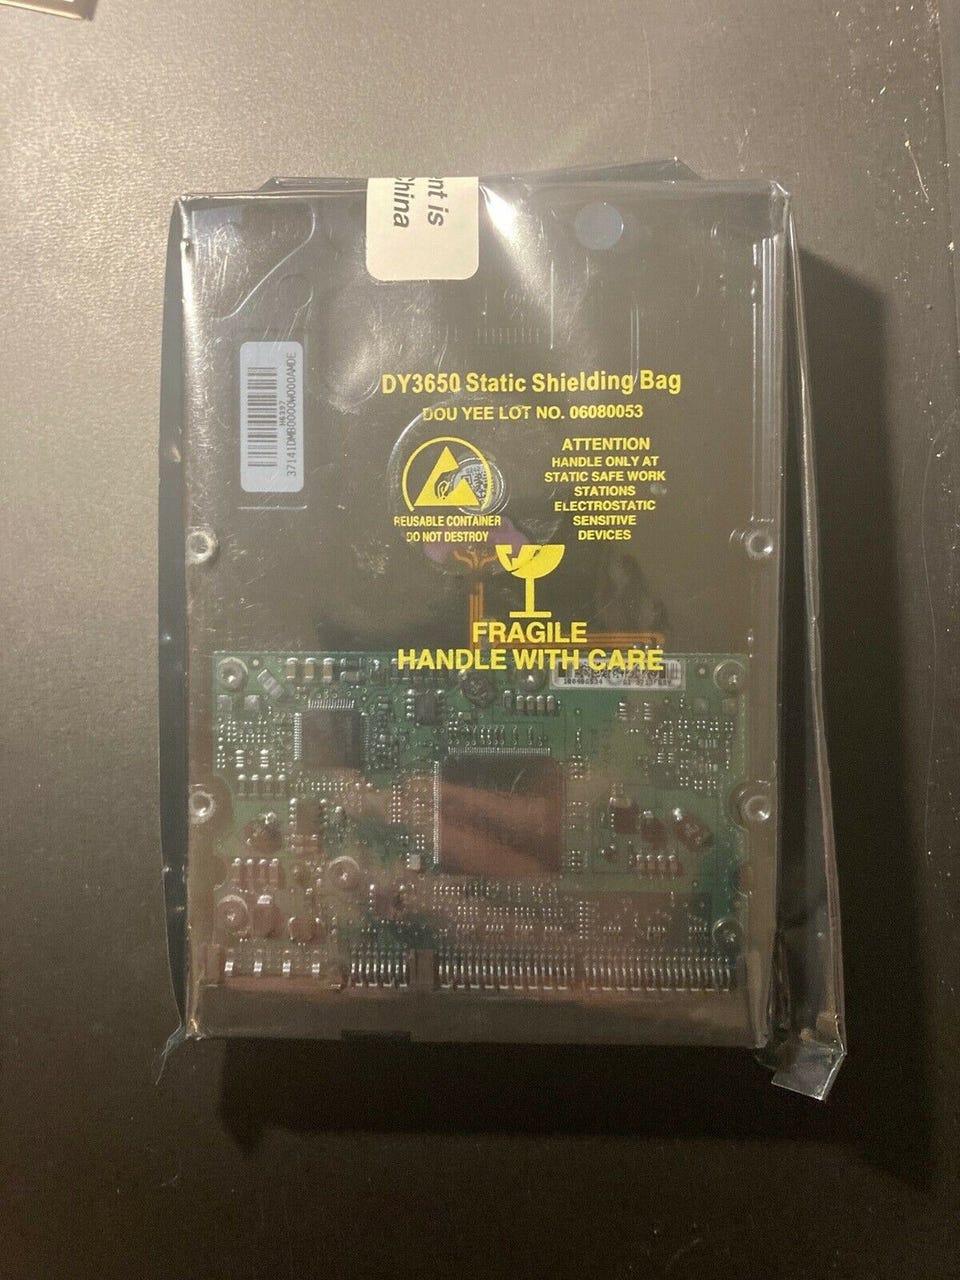 nt is
China
DY3650 Static Shielding Bag
DOU YEE LOT NO. 06080053
ATTENTION
HANDLE ONLY AT
STATIC SAFE WORK
STATIONS
ELECTROSTATIC
SENSITIVE
DEVICES
REUSABLE CONTAINER
DO NOT DESTROY
FRAGILE
HANDLE WITH CARE
H6397